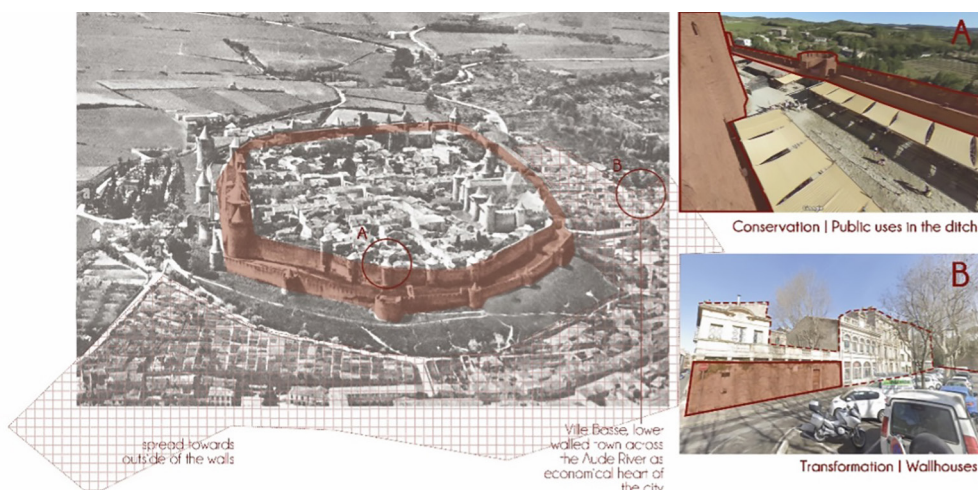 A
B
A
Conservation | Public uses in the ditch
B
Transformation | Wallhouses
spread towards
outside of the walls
Ville Basse, lower
walled town across
the Aude River as
economical heart of
the city
Google